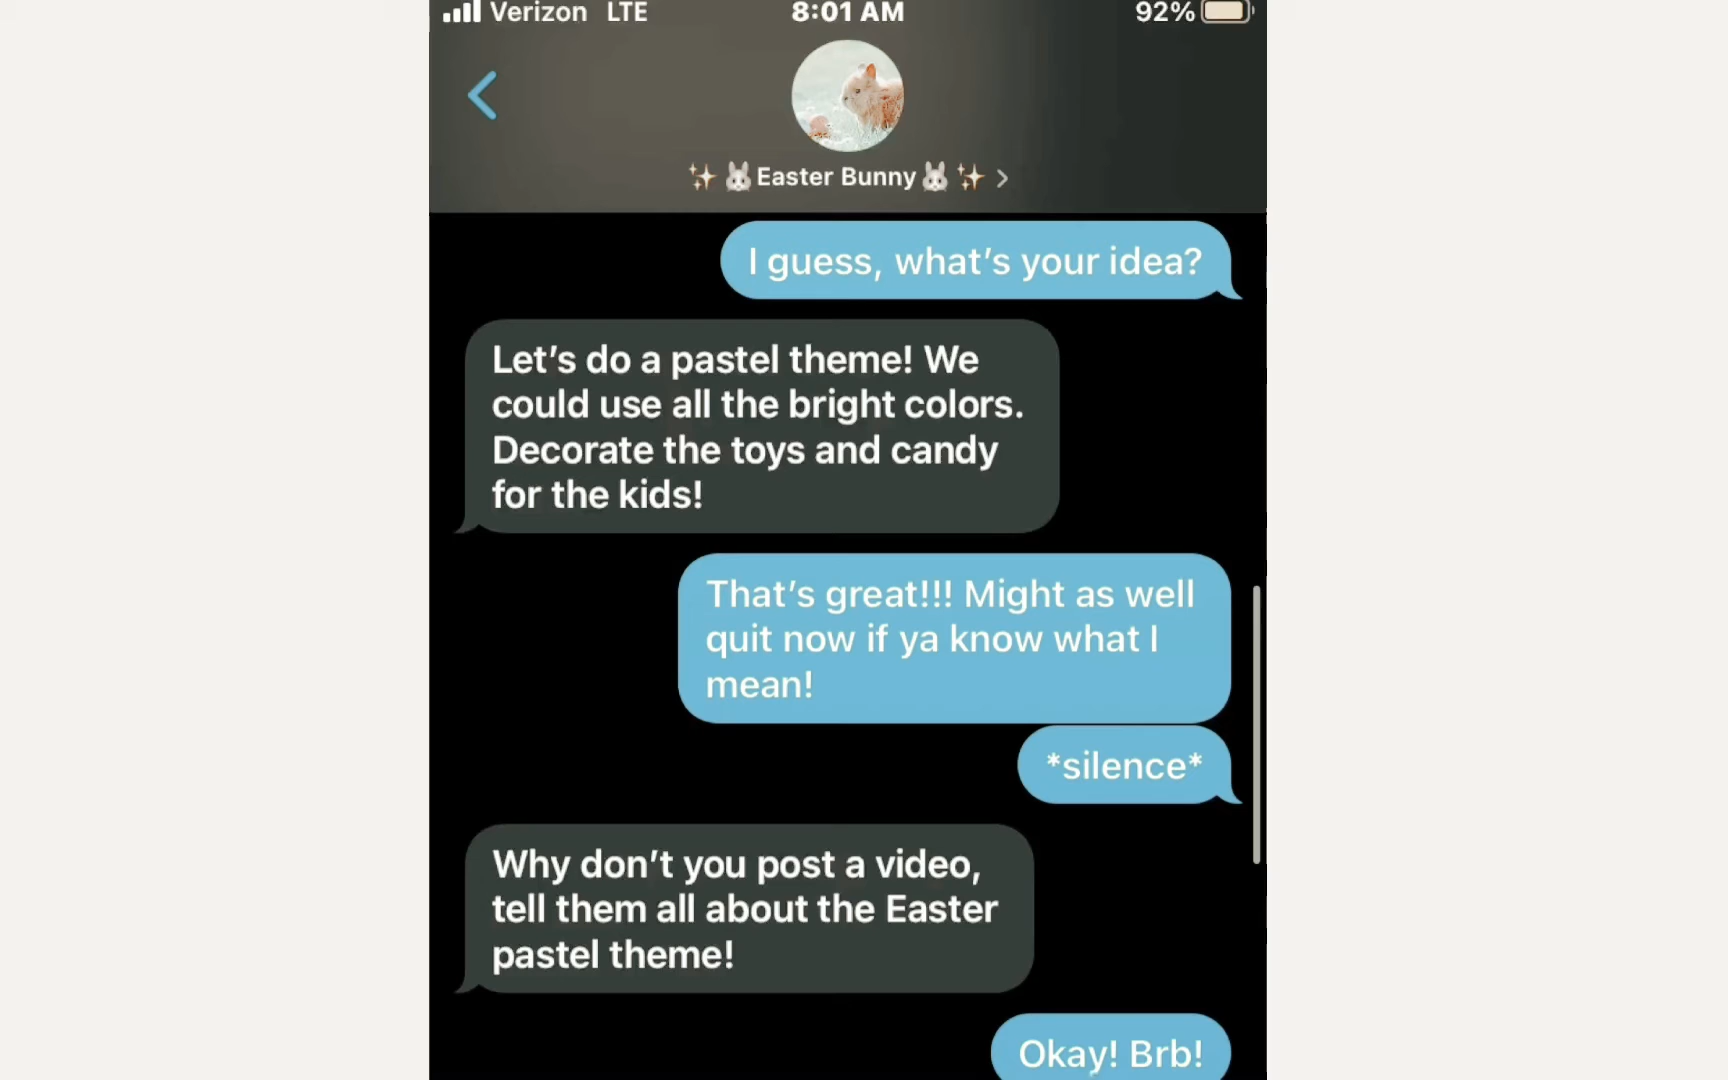 Verizon LTE 8:01 AM 92%
✨🐰Easter Bunny🐰✨ >
I guess, what's your idea?
Let's do a pastel theme! We
could use all the bright colors.
Decorate the toys and candy
for the kids!
That's great!!! Might as well
quit now if ya know what I
mean!
*silence*
Why don't you post a video,
tell them all about the Easter
pastel theme!
Okay! Brb!